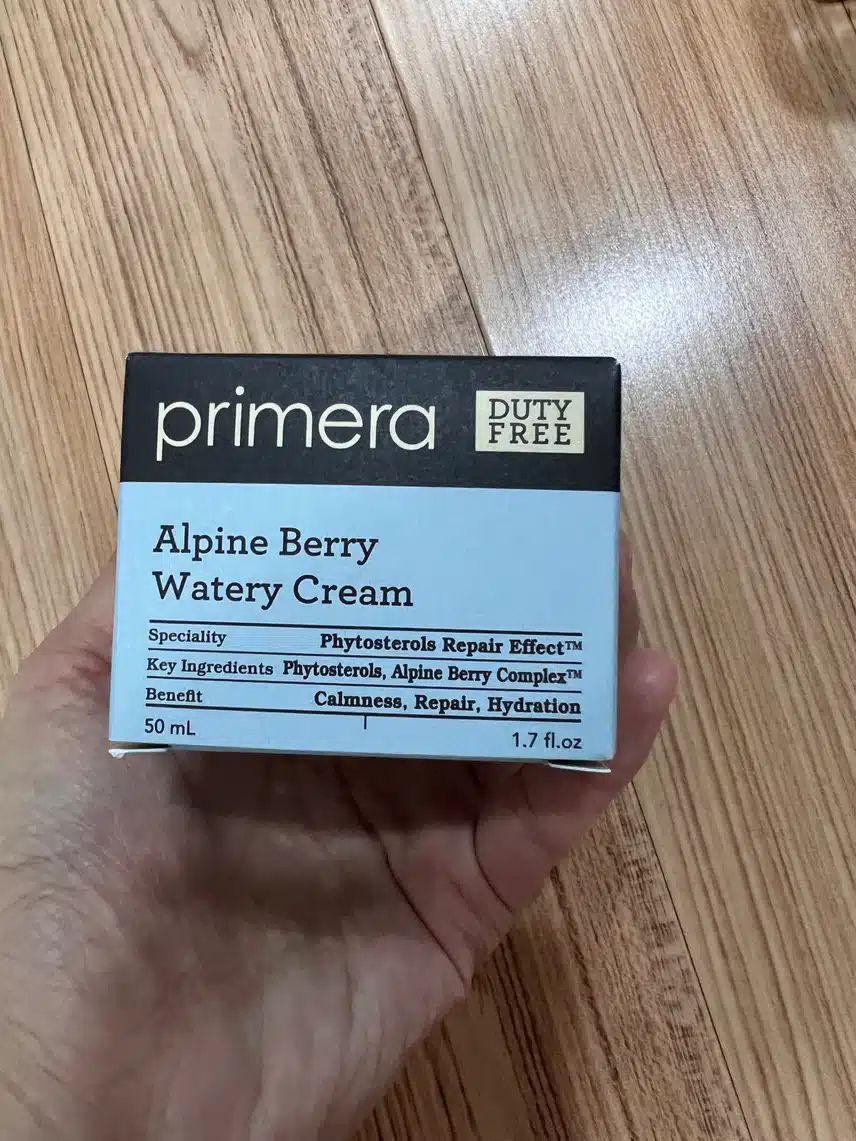 primera
DUTY
FREE
Alpine Berry
Watery Cream
Speciality Phytosterols Repair Effect™
Key Ingredients Phytosterols, Alpine Berry Complex™
Benefit Calmness, Repair, Hydration
50 mL 1.7 fl.oz